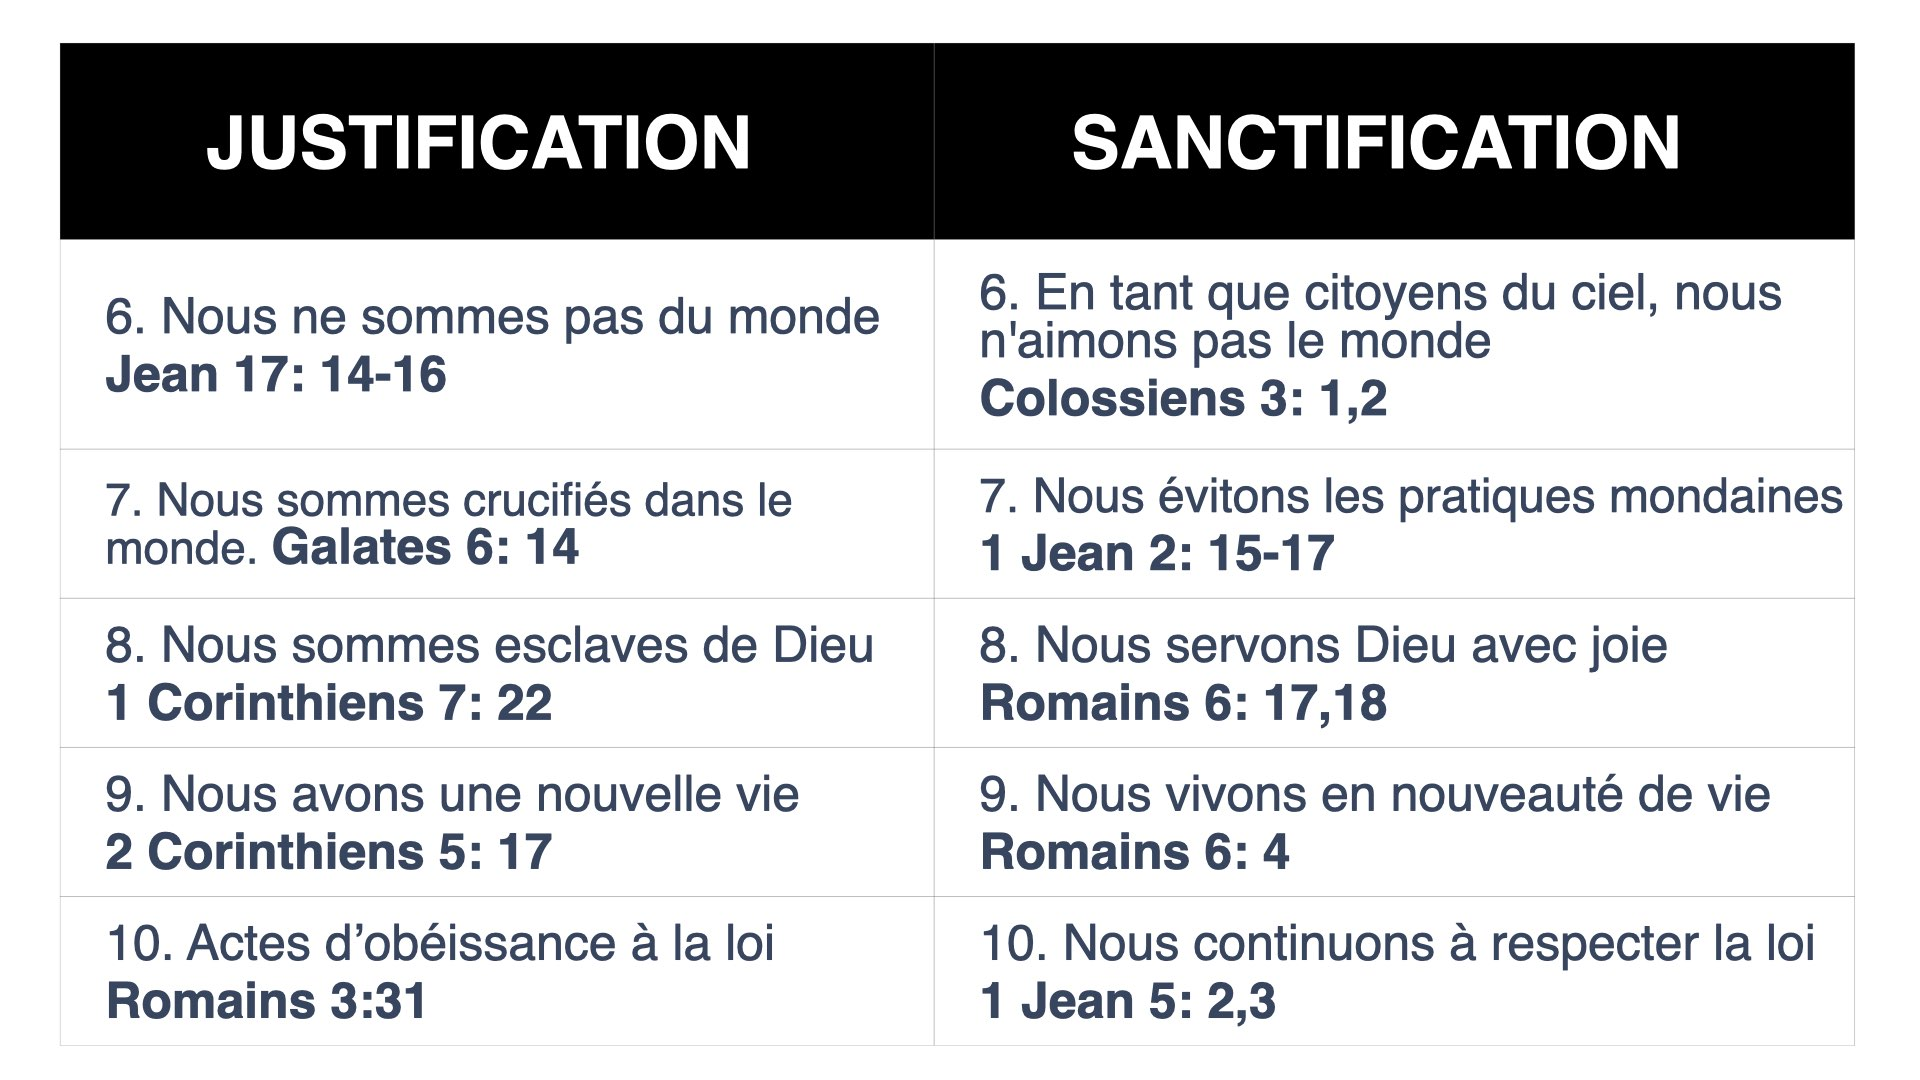 JUSTIFICATION
SANCTIFICATION
6. Nous ne sommes pas du monde
Jean 17: 14-16
6. En tant que citoyens du ciel, nous
n'aimons pas le monde
Colossiens 3: 1,2
7. Nous sommes crucifiés dans le
monde. Galates 6: 14
7. Nous évitons les pratiques mondaines
1 Jean 2: 15-17
8. Nous sommes esclaves de Dieu
1 Corinthiens 7: 22
8. Nous servons Dieu avec joie
Romains 6: 17,18
9. Nous avons une nouvelle vie
2 Corinthiens 5: 17
9. Nous vivons en nouveauté de vie
Romains 6: 4
10. Actes d’obéissance à la loi
Romains 3:31
10. Nous continuons à respecter la loi
1 Jean 5: 2,3